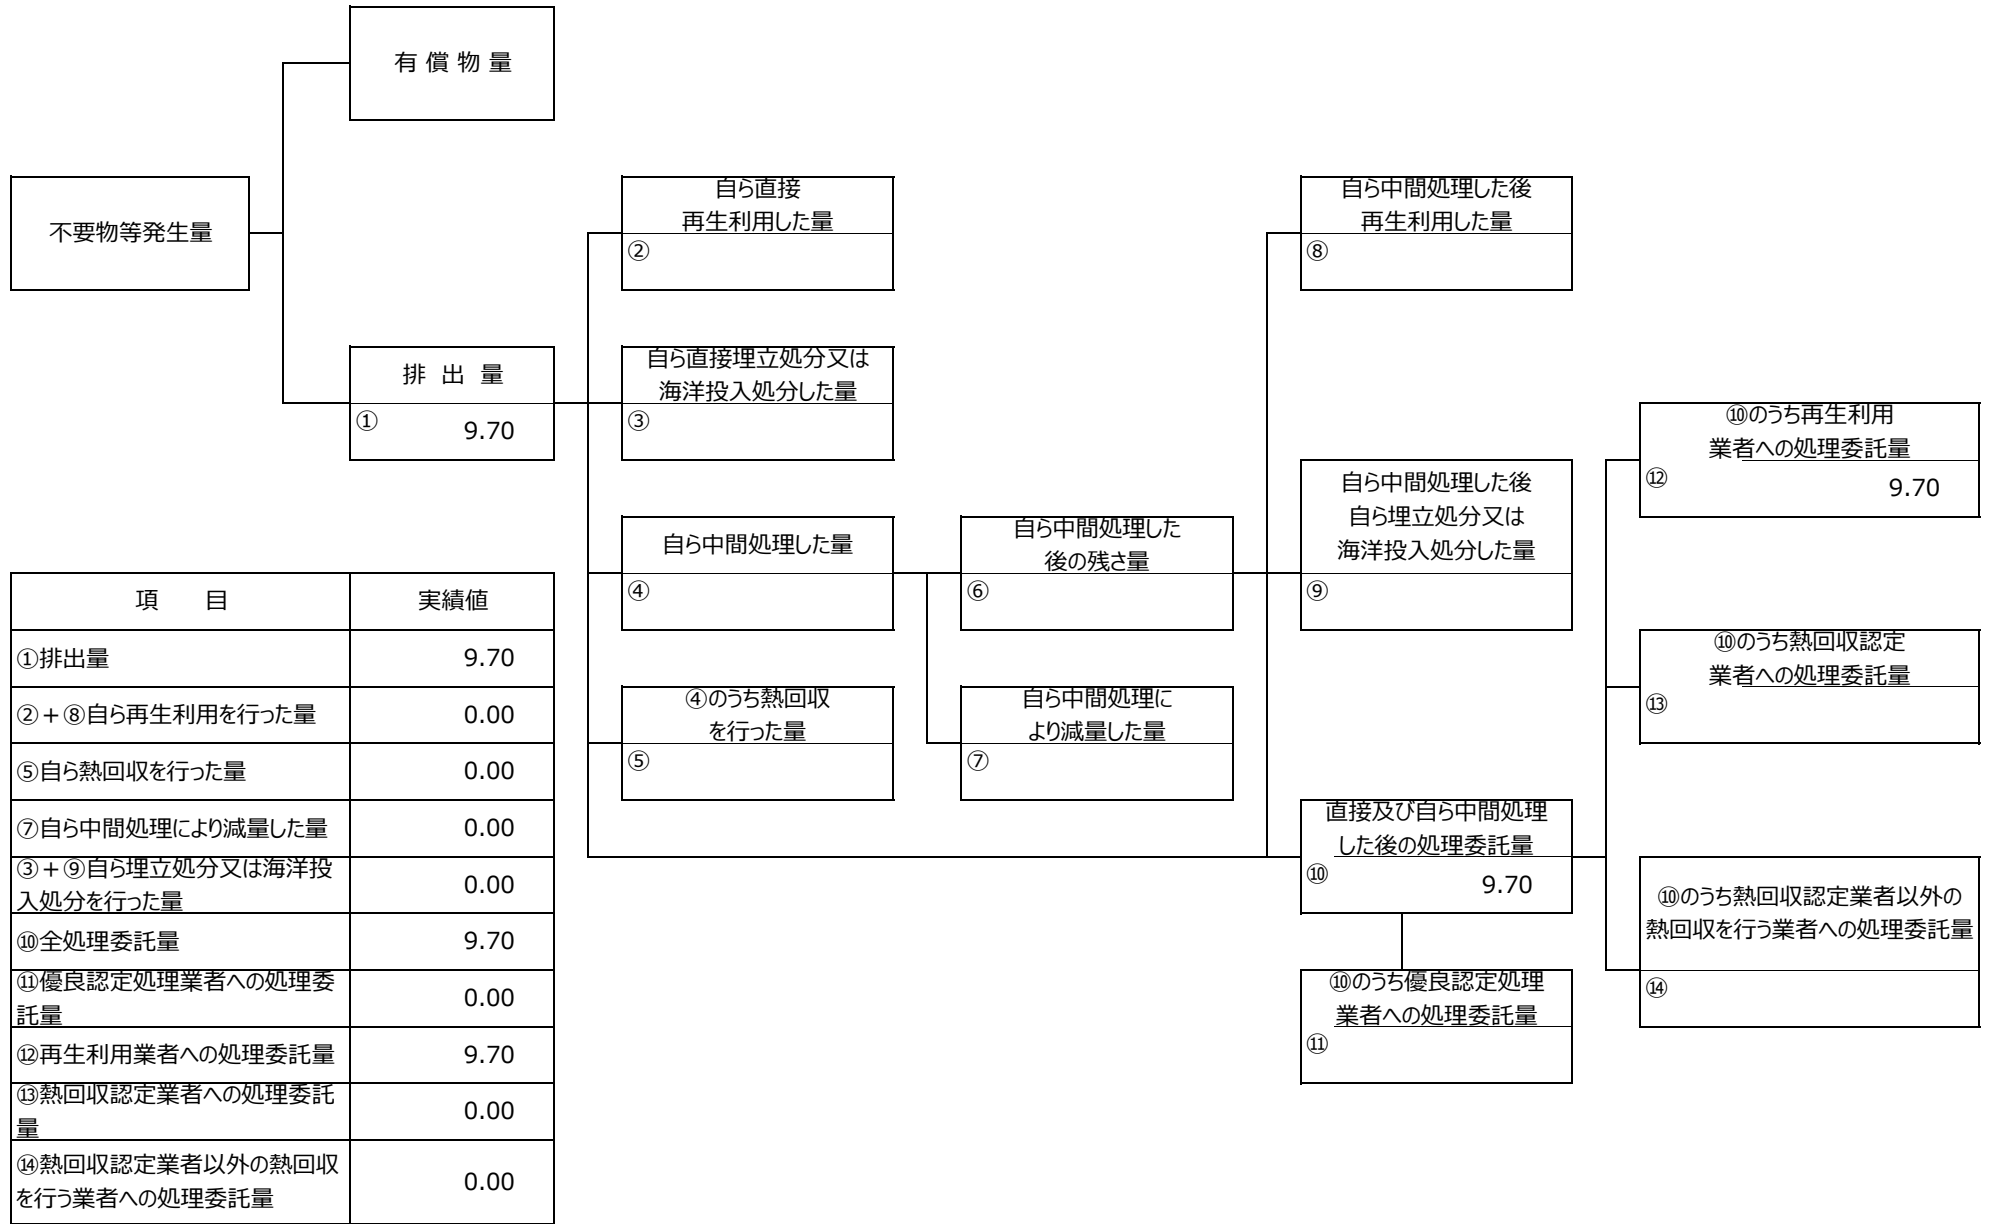 有 償 物 量
不要物等発生量
自ら直接
再生利用した量
②
自ら中間処理した後
再生利用した量
⑧
排 出 量
① 9.70
自ら直接埋立処分又は
海洋投入処分した量
③
⑩のうち再生利用
業者への処理委託量
⑫ 9.70
自ら中間処理した量
④
自ら中間処理した
後の残さ量
⑥
自ら中間処理した後
自ら埋立処分又は
海洋投入処分した量
⑨
⑩のうち熱回収認定
業者への処理委託量
⑬
④のうち熱回収
を行った量
⑤
自ら中間処理に
より減量した量
⑦
直接及び自ら中間処理
した後の処理委託量
⑩ 9.70
⑩のうち熱回収認定業者以外の
熱回収を行う業者への処理委託量
⑭
⑩のうち優良認定処理
業者への処理委託量
⑪
項 目 実績値
①排出量 9.70
②+⑧自ら再生利用を行った量 0.00
⑤自ら熱回収を行った量 0.00
⑦自ら中間処理により減量した量 0.00
③+⑨自ら埋立処分又は海洋投
入処分を行った量 0.00
⑩全処理委託量 9.70
⑪優良認定処理業者への処理委
託量 0.00
⑫再生利用業者への処理委託量 9.70
⑬熱回収認定業者への処理委託
量 0.00
⑭熱回収認定業者以外の熱回収
を行う業者への処理委託量 0.00